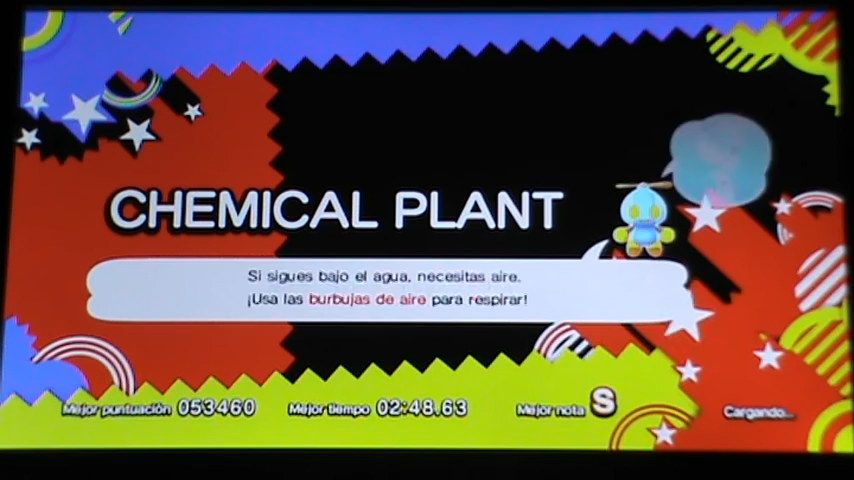 CHEMICAL PLANT
Si sigues bajo el agua, necesitas aire.
¡Usa las burbujas de aire para respirar!
Mejor puntuación 053460 Mejor tiempo 02:48.63 Mejor nota S Cargando...